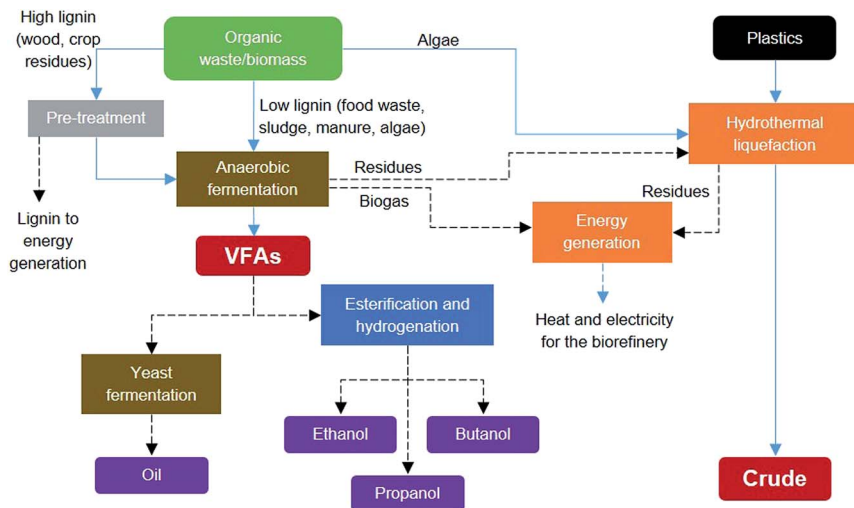 High lignin
(wood, crop
residues)
Organic
waste/biomass
Algae
Plastics
Pre-treatment
Low lignin (food waste,
sludge, manure, algae)
Hydrothermal
liquefaction
Anaerobic
fermentation
Residues
Biogas
Residues
Lignin to
energy
generation
Energy
generation
VFAs
Esterification and
hydrogenation
Heat and electricity
for the biorefinery
Yeast
fermentation
Ethanol
Butanol
Oil
Propanol
Crude